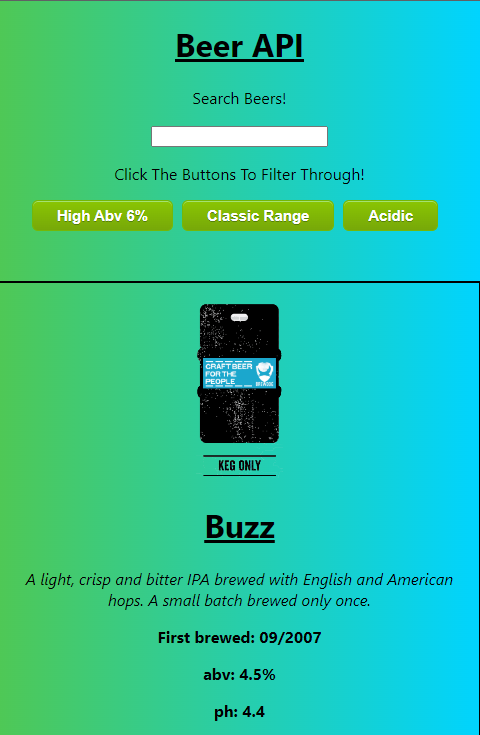 Beer API
Search Beers!
Click The Buttons To Filter Through!
High Abv 6% Classic Range Acidic
CRAFT BEER
FOR THE
PEOPLE
BREWDOG
KEG ONLY
Buzz
A light, crisp and bitter IPA brewed with English and American
hops. A small batch brewed only once.
First brewed: 09/2007
abv: 4.5%
ph: 4.4